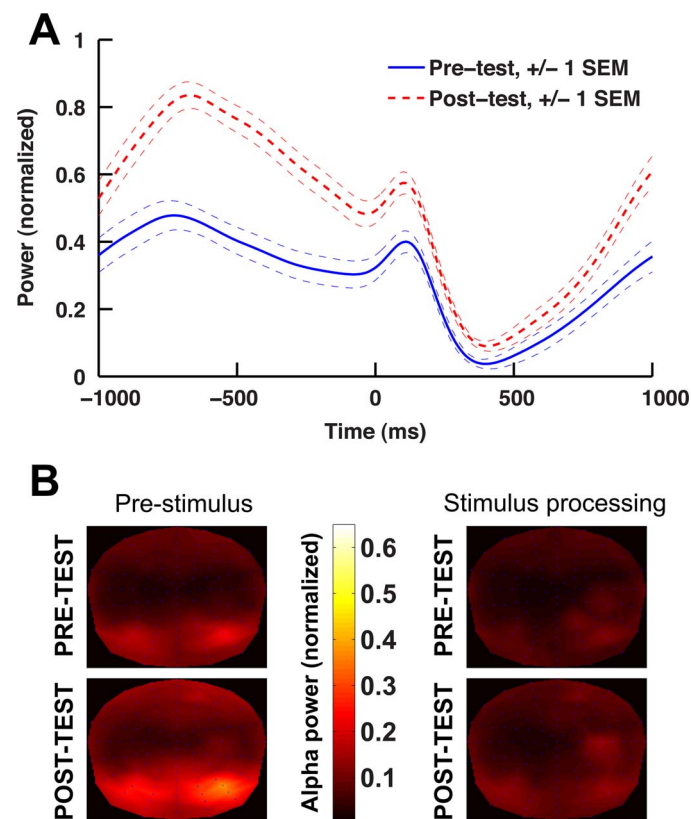 A
Power (normalized)
1
0.8
0.6
0.4
0.2
0
Pre–test, +/– 1 SEM
Post–test, +/– 1 SEM
−1000
−500
0
500
1000
Time (ms)
B
Pre-stimulus
Stimulus processing
PRE-TEST
POST-TEST
Alpha power (normalized)
0.6
0.5
0.4
0.3
0.2
0.1
PRE-TEST
POST-TEST